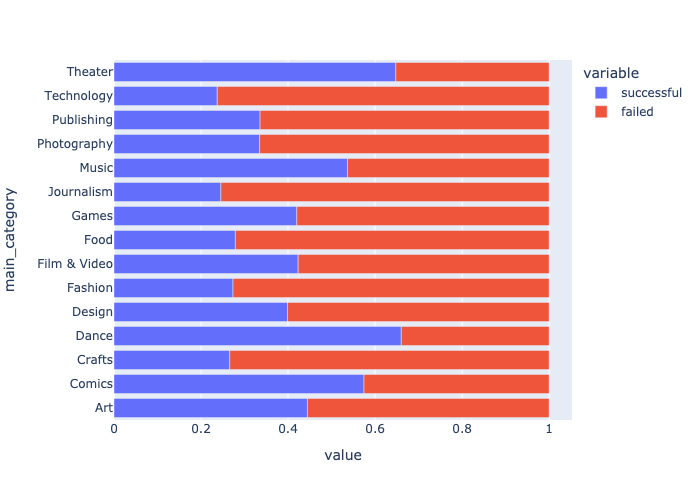 variable
successful
failed
main_category
Theater
Technology
Publishing
Photography
Music
Journalism
Games
Food
Film & Video
Fashion
Design
Dance
Crafts
Comics
Art
0 0.2 0.4 0.6 0.8 1
value